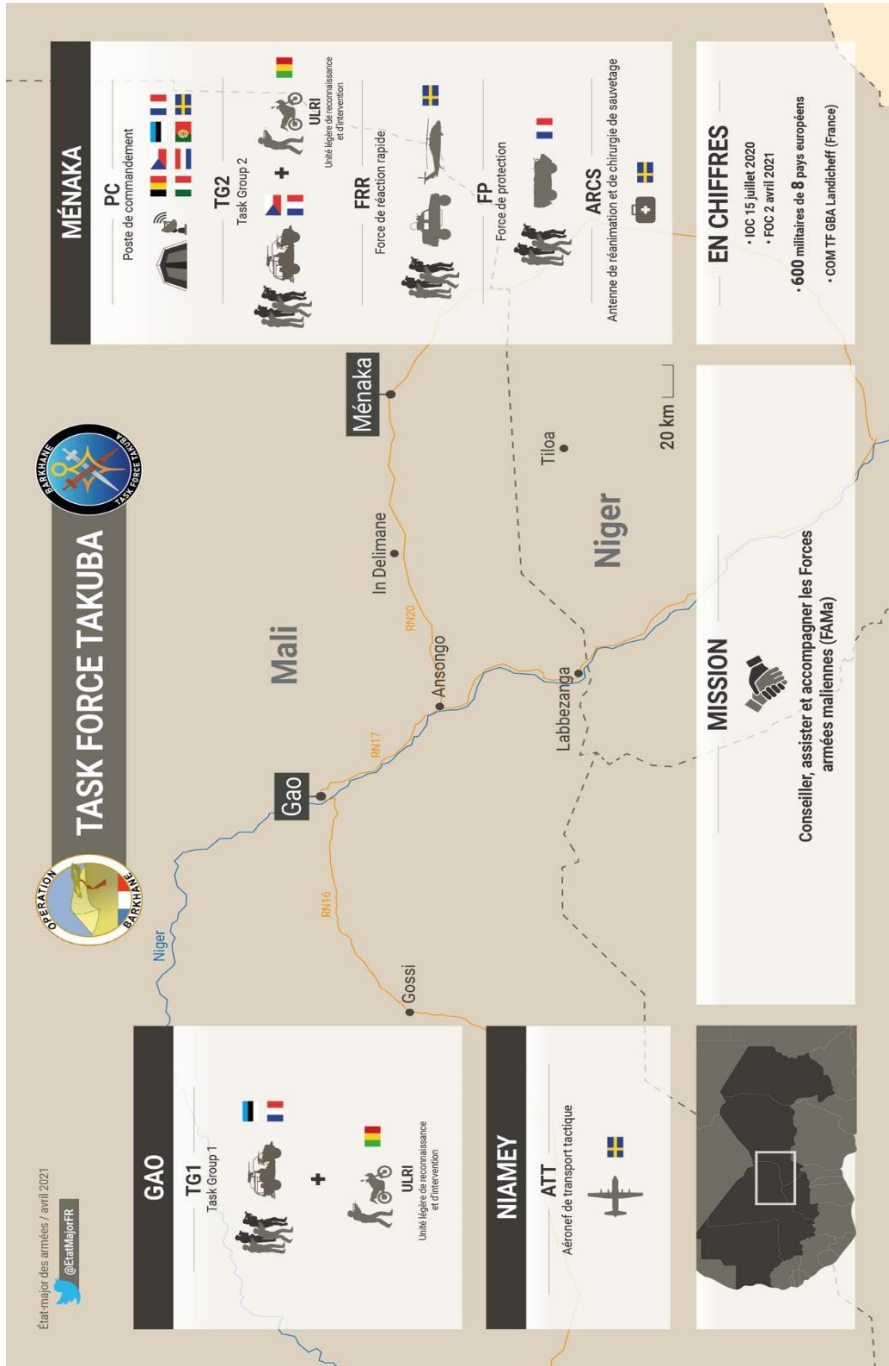 État-major des armées / avril 2021
@EtatMajorFR
OPÉRATION
BARKHANE
TASK FORCE TAKUBA
BARKHANE
TASK FORCE TAKUBA
GAO
TG1
Task Group 1
+
ULRI
Unité légère de reconnaissance
et d'intervention
NIAMEY
ATT
Aéronef de transport tactique
Niger
Mali
Gao
RN16
RN17
Gossi
Ansongo
RN20
In Delimane
Ménaka
Labbezanga
Niger
Tiloa
20 km
MÉNAKA
PC
Poste de commandement
TG2
Task Group 2
+
ULRI
Unité légère de reconnaissance
et d'intervention
FRR
Force de réaction rapide
FP
Force de protection
ARCS
Antenne de réanimation et de chirurgie de sauvetage
MISSION
Conseiller, assister et accompagner les Forces
armées maliennes (FAMa)
EN CHIFFRES
• IOC 15 juillet 2020
• FOC 2 avril 2021
• 600 militaires de 8 pays européens
• COM TF GBA Landicheff (France)